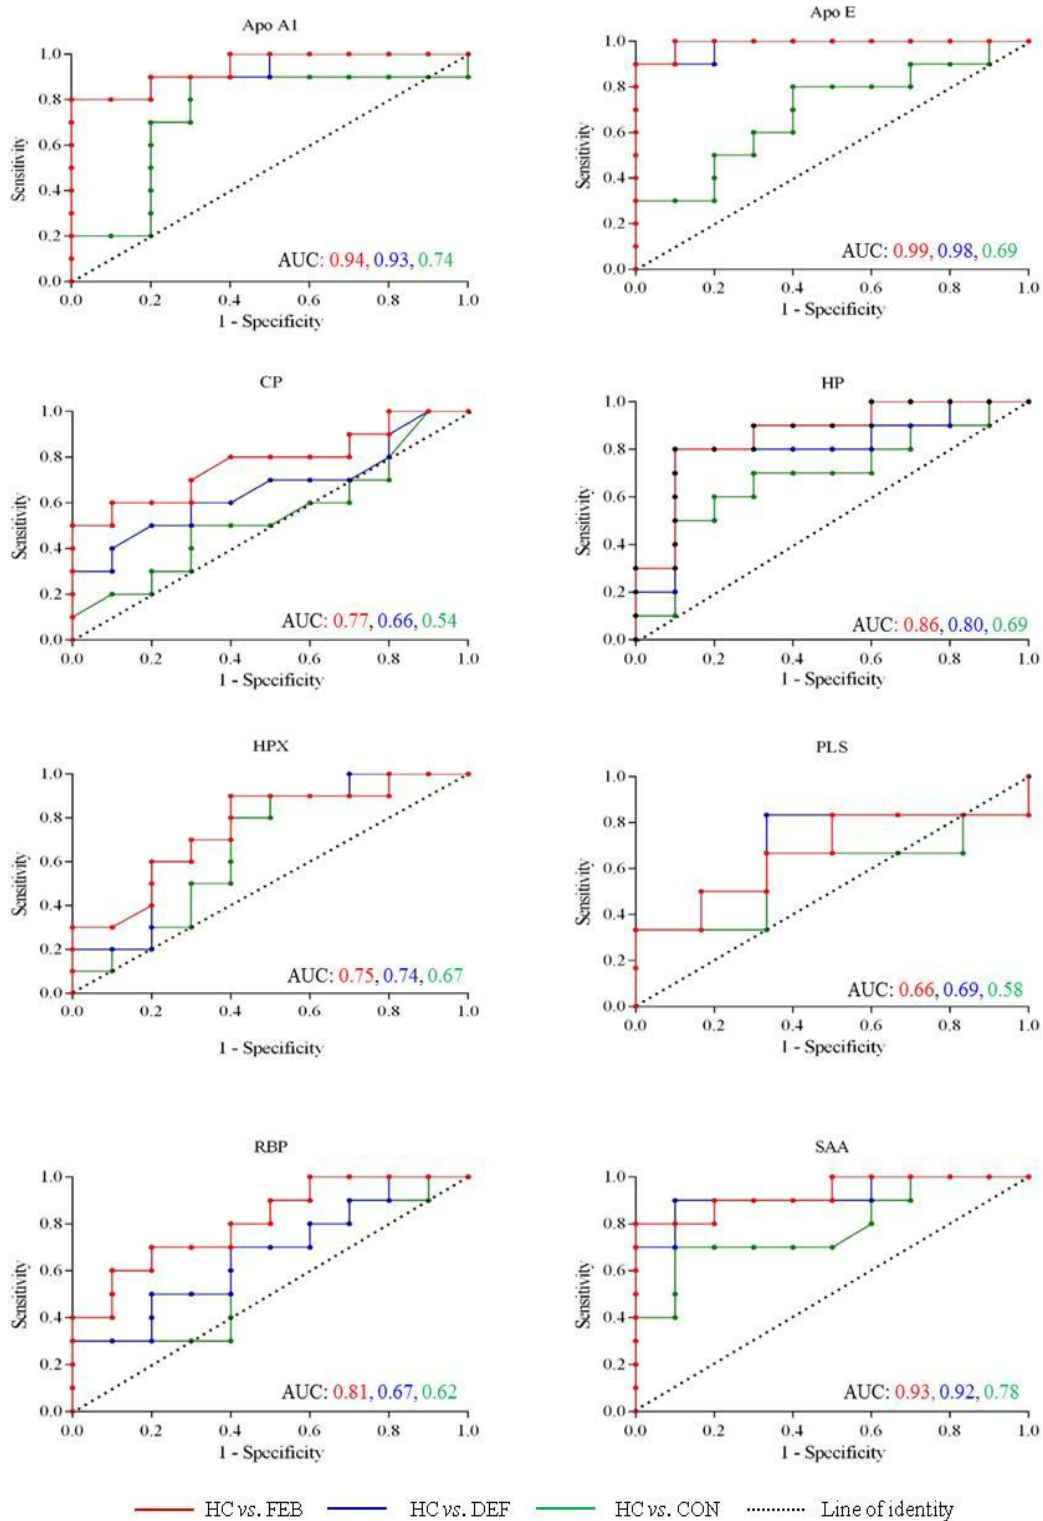 Apo A1
1.0
0.8
0.6
0.4
0.2
0.0
Sensitivity
AUC: 0.94, 0.93, 0.74
0.0 0.2 0.4 0.6 0.8 1.0
1 - Specificity
Apo E
1.0
0.8
0.6
0.4
0.2
0.0
Sensitivity
AUC: 0.99, 0.98, 0.69
0.0 0.2 0.4 0.6 0.8 1.0
1 - Specificity
CP
1.0
0.8
0.6
0.4
0.2
0.0
Sensitivity
AUC: 0.77, 0.66, 0.54
0.0 0.2 0.4 0.6 0.8 1.0
1 - Specificity
HP
1.0
0.8
0.6
0.4
0.2
0.0
Sensitivity
AUC: 0.86, 0.80, 0.69
0.0 0.2 0.4 0.6 0.8 1.0
1 - Specificity
HPX
1.0
0.8
0.6
0.4
0.2
0.0
Sensitivity
AUC: 0.75, 0.74, 0.67
0.0 0.2 0.4 0.6 0.8 1.0
1 - Specificity
PLS
1.0
0.8
0.6
0.4
0.2
0.0
Sensitivity
AUC: 0.66, 0.69, 0.58
0.0 0.2 0.4 0.6 0.8 1.0
1 - Specificity
RBP
1.0
0.8
0.6
0.4
0.2
0.0
Sensitivity
AUC: 0.81, 0.67, 0.62
0.0 0.2 0.4 0.6 0.8 1.0
1 - Specificity
SAA
1.0
0.8
0.6
0.4
0.2
0.0
Sensitivity
AUC: 0.93, 0.92, 0.78
0.0 0.2 0.4 0.6 0.8 1.0
1 - Specificity
HC vs. FEB HC vs. DEF HC vs. CON Line of identity